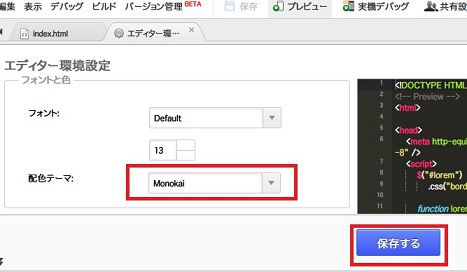 編集 表示 デバッグ ビルド バージョン管理 BETA 保存 プレビュー 実機デバッグ 共有設
index.html エディター環…
エディター環境設定
フォントと色
フォント: Default
13
配色テーマ: Monokai
1 <!DOCTYPE HTML
2 <!-- Preview -->
3 <html>
4
5 <head>
6 <meta http-equi
-8" />
7 <script>
8 $("#lorem")
9 .css("bord
10
11 function lorem
保存する